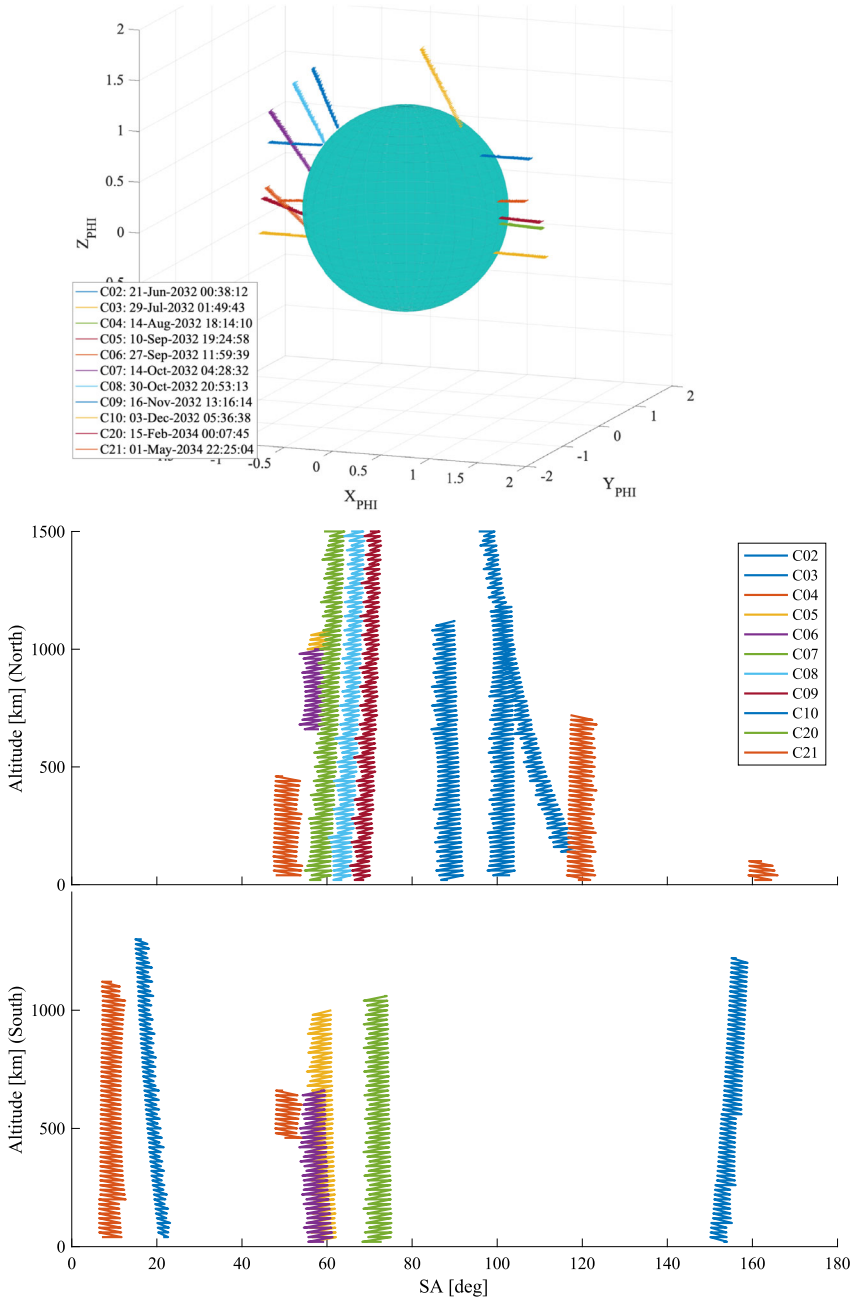 2
1.5
1
0.5
0
0.5
Z_PHI
C02: 21-Jun-2032 00:38:12
C03: 29-Jul-2032 01:49:43
C04: 14-Aug-2032 18:14:10
C05: 10-Sep-2032 19:24:58
C06: 27-Sep-2032 11:59:39
C07: 14-Oct-2032 04:28:32
C08: 30-Oct-2032 20:53:13
C09: 16-Nov-2032 13:16:14
C10: 03-Dec-2032 05:36:38
C20: 15-Feb-2034 00:07:45
C21: 01-May-2034 22:25:04
-1 -0.5 0 0.5 1 1.5 2
X_PHI
-2 -1 0 1 2
Y_PHI
1500
1000
500
0
Altitude [km] (North)
C02
C03
C04
C05
C06
C07
C08
C09
C10
C20
C21
1000
500
0
Altitude [km] (South)
0 20 40 60 80 100 120 140 160 180
SA [deg]